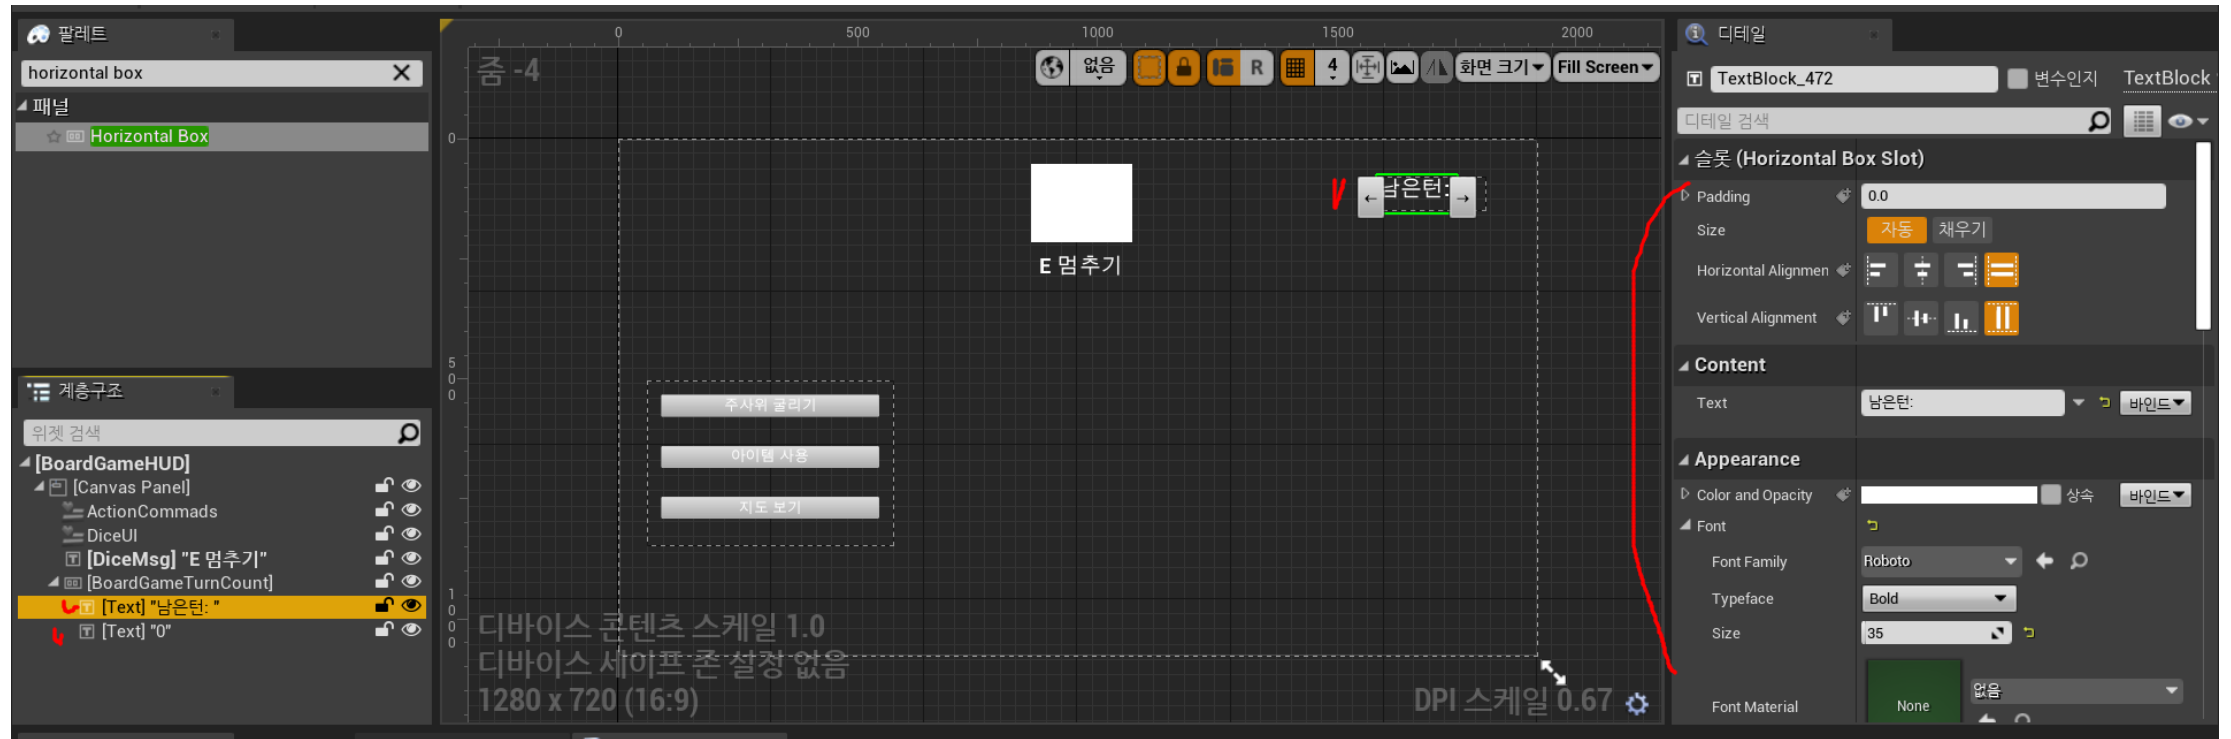 팔레트
horizontal box
패널
Horizontal Box
계층구조
위젯 검색
[BoardGameHUD]
[Canvas Panel]
ActionCommads
DiceUI
[DiceMsg] "E 멈추기"
[BoardGameTurnCount]
[Text] "남은턴: "
[Text] "0"
0 500 1000 1500 2000
줌 -4
없음 R 4 화면 크기 Fill Screen
0
남은턴:
← →
E 멈추기
500
주사위 굴리기
아이템 사용
지도 보기
1000
디바이스 콘텐츠 스케일 1.0
디바이스 세이프 존 설정 없음
1280 x 720 (16:9)
DPI 스케일 0.67
디테일
TextBlock_472 변수인지 TextBlock
디테일 검색
슬롯 (Horizontal Box Slot)
Padding 0.0
Size 자동 채우기
Horizontal Alignmen
Vertical Alignment
Content
Text 남은턴: 바인드
Appearance
Color and Opacity 상속 바인드
Font
Font Family Roboto
Typeface Bold
Size 35
없음
Font Material None